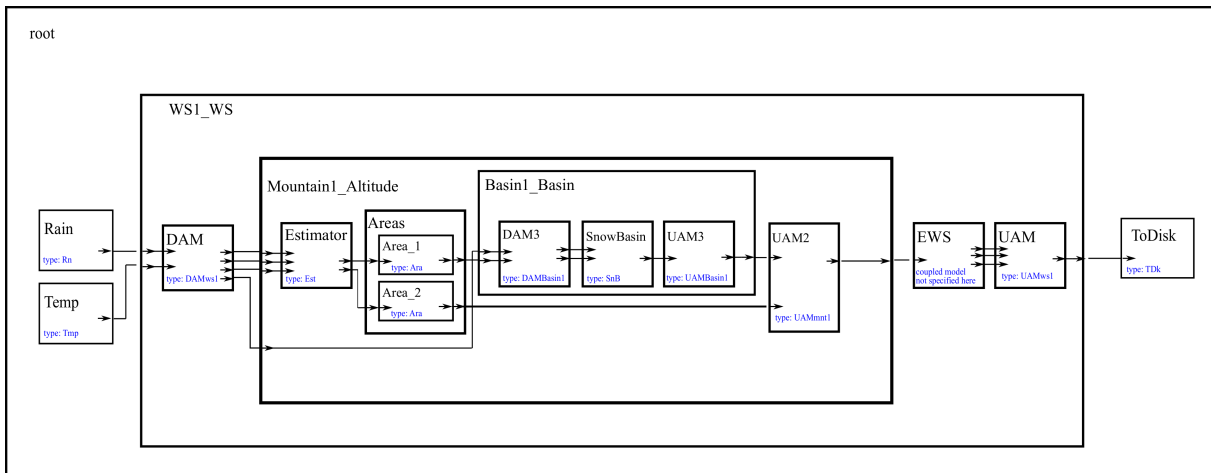 root
WS1_WS
Mountain1_Altitude
Basin1_Basin
Areas
Rain
type: Rn
Temp
type: Tmp
DAM
type: DAMws1
Estimator
type: Est
Area_1
type: Ara
Area_2
type: Ara
DAM3
type: DAMBasin1
SnowBasin
type: SnB
UAM3
type: UAMBasin1
UAM2
type: UAMmnt1
EWS
coupled model
not specified here
UAM
type: UAMws1
ToDisk
type: TDk